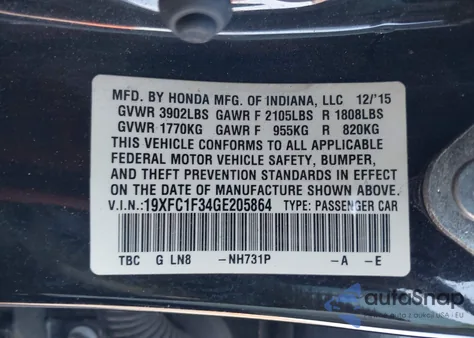 MFD. BY HONDA MFG. OF INDIANA, LLC 12/'15
GVWR 3902LBS GAWR F 2105LBS R 1808LBS
GVWR 1770KG GAWR F 955KG R 820KG
THIS VEHICLE CONFORMS TO ALL APPLICABLE
FEDERAL MOTOR VEHICLE SAFETY, BUMPER,
AND THEFT PREVENTION STANDARDS IN
EFFECT ON THE DATE OF MANUFACTURE SHOWN ABOVE.
V.I.N.:19XFC1F34GE205864 TYPE: PASSENGER CAR
TBC G LN8 -NH731P -A -E
autoSnap